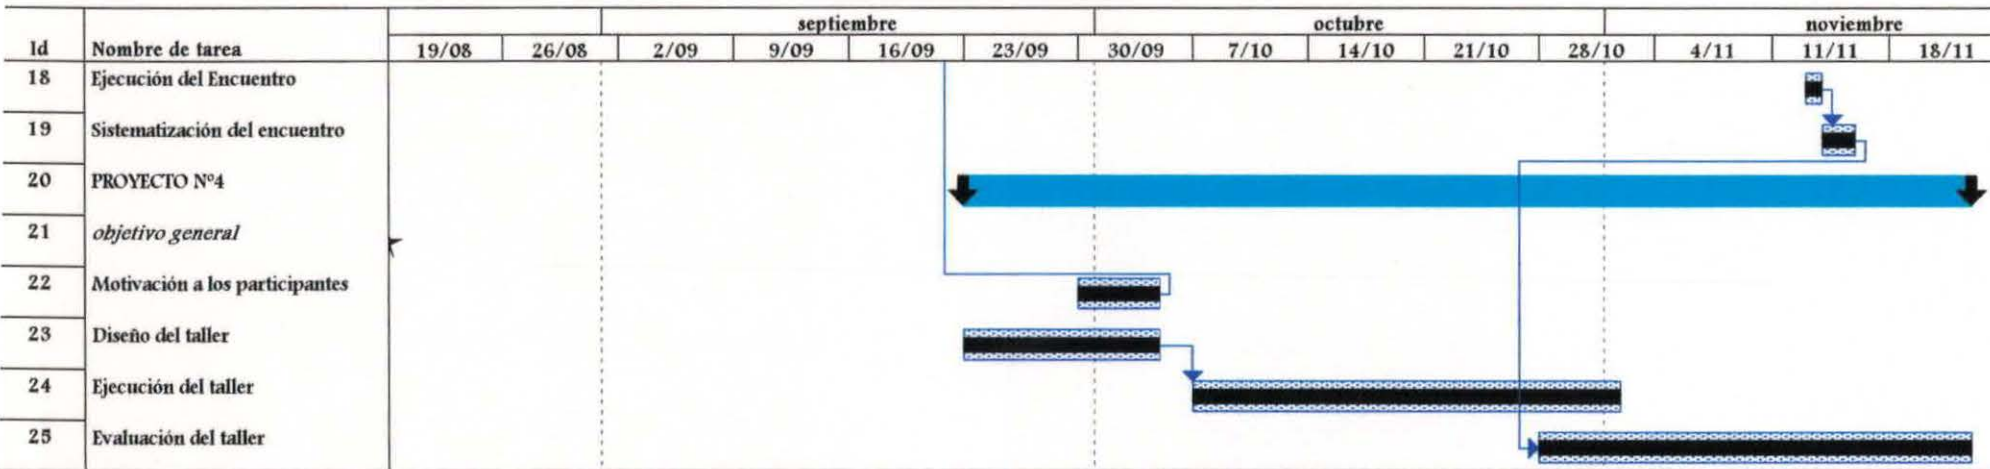 septiembre octubre noviembre
Id Nombre de tarea 19/08 26/08 2/09 9/09 16/09 23/09 30/09 7/10 14/10 21/10 28/10 4/11 11/11 18/11
18 Ejecución del Encuentro
19 Sistematización del encuentro
20 PROYECTO Nº4
21 objetivo general
22 Motivación a los participantes
23 Diseño del taller
24 Ejecución del taller
25 Evaluación del taller